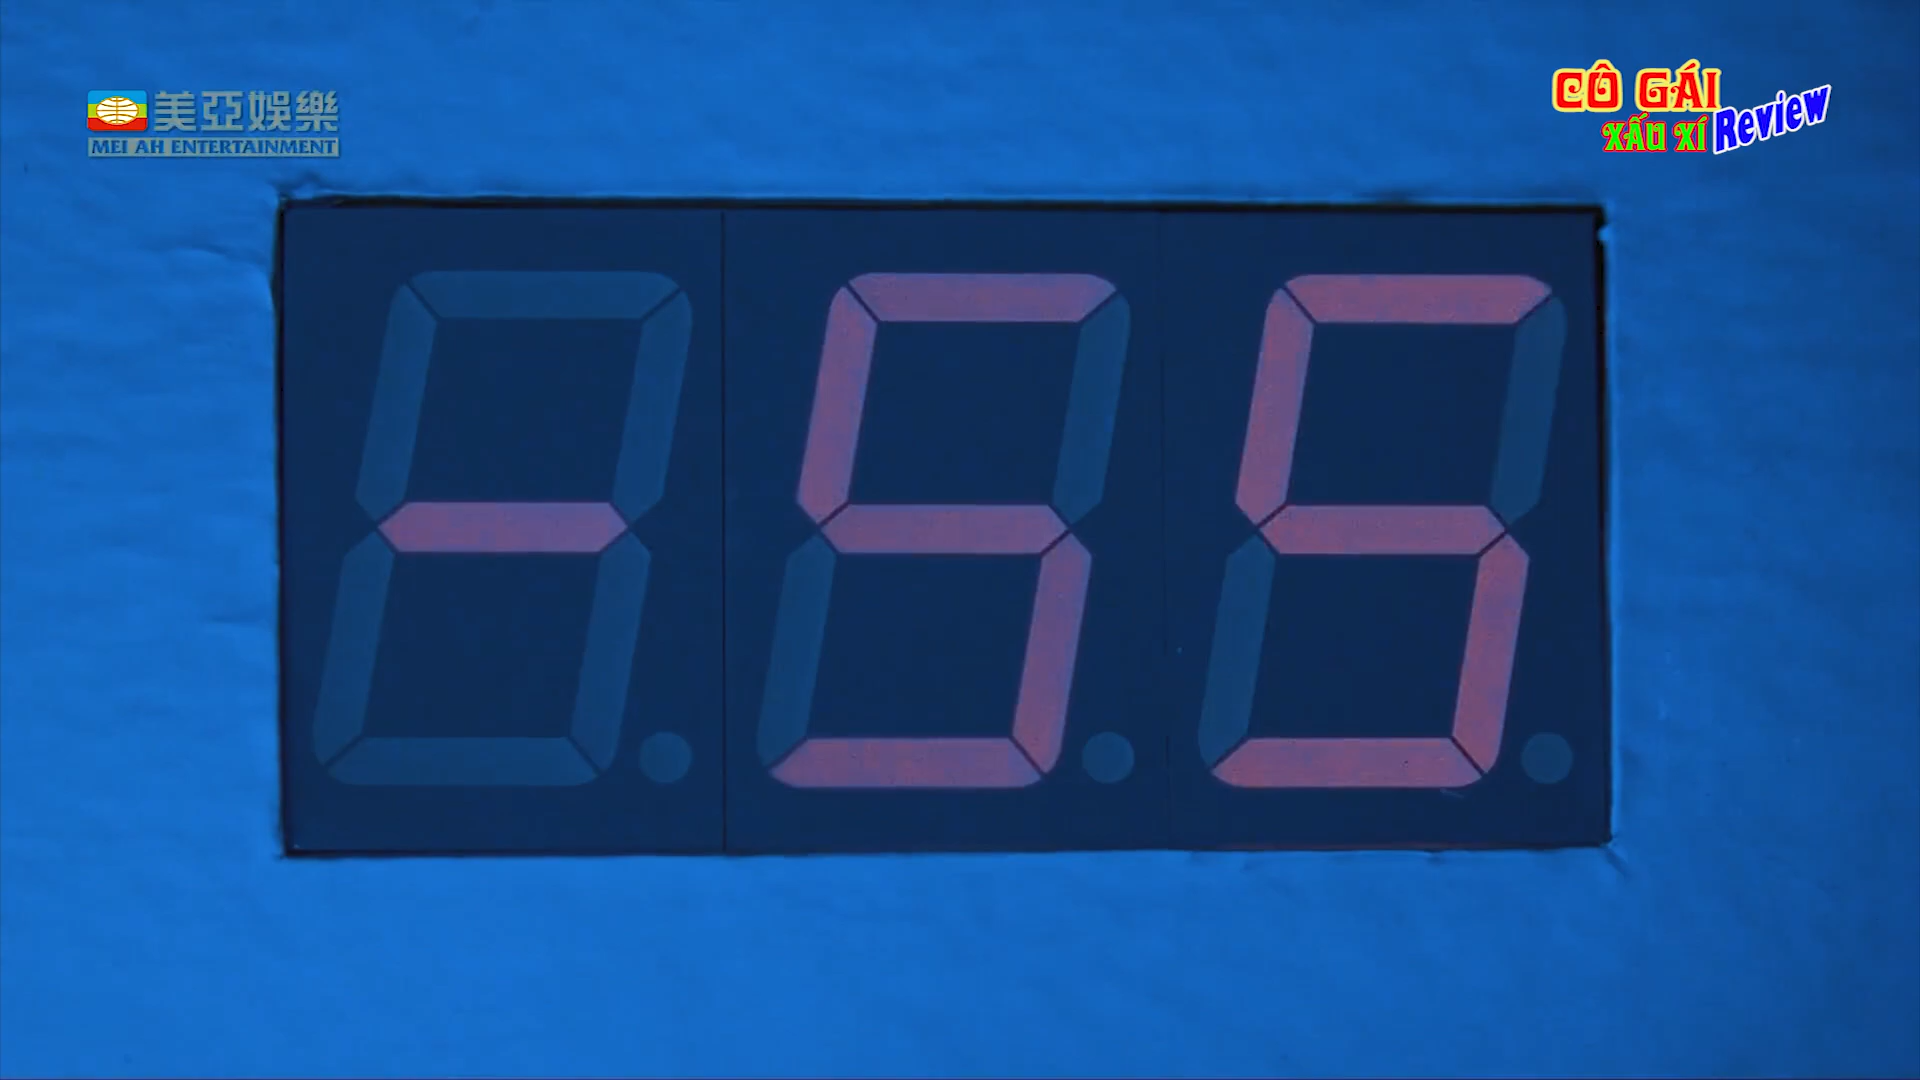 美亞娛樂
MEI AH ENTERTAINMENT
CÔ GÁI
XẤU XÍ Review
-55